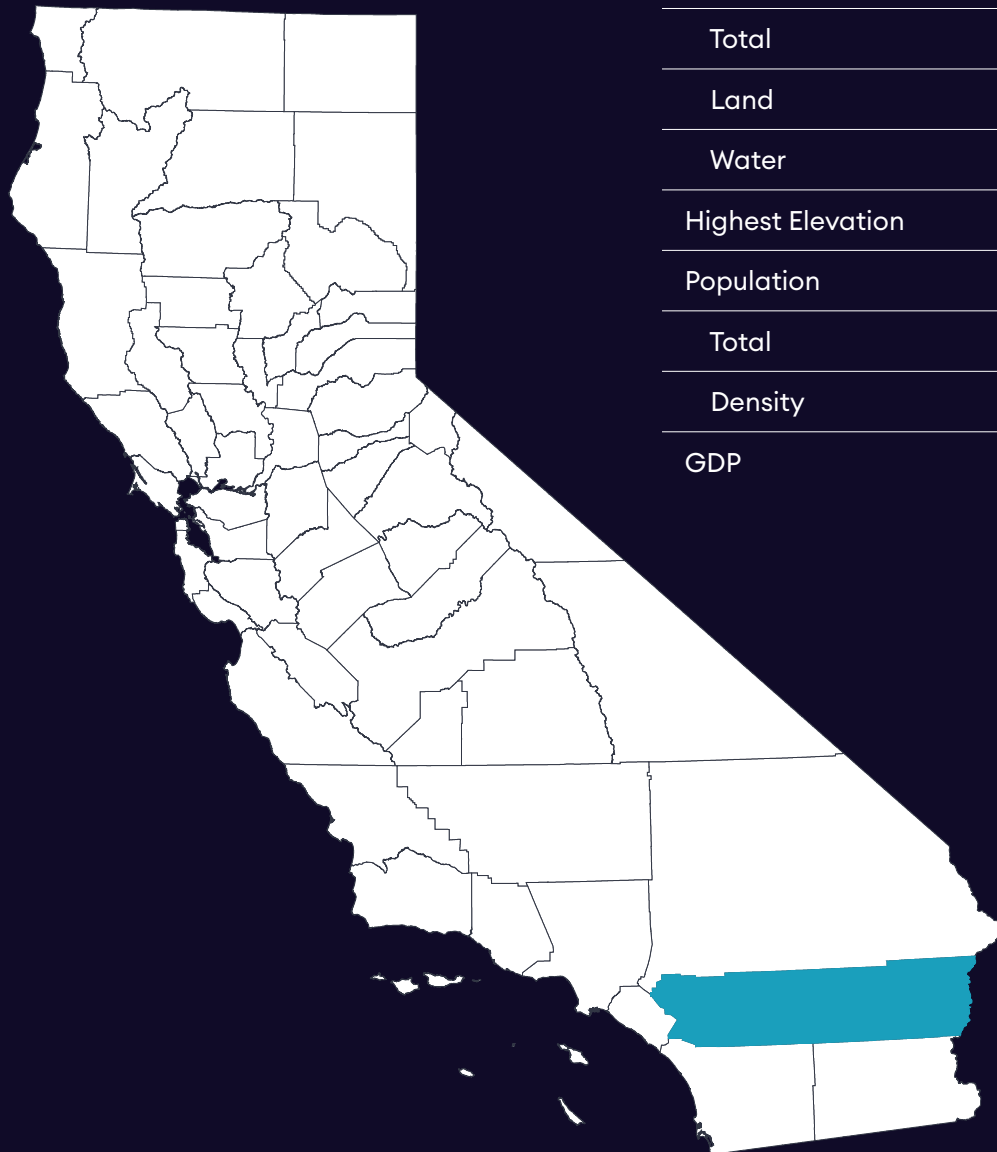 Total
Land
Water
Highest Elevation
Population
Total
Density
GDP